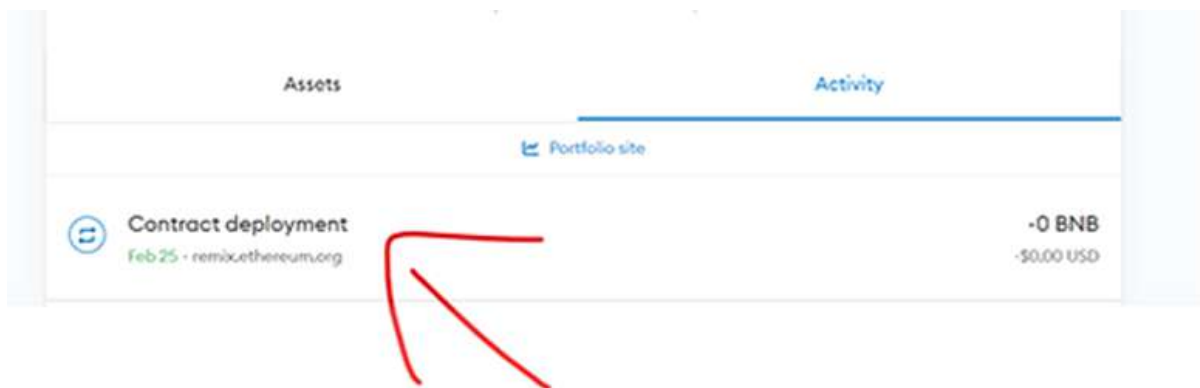 Assets
Activity
Portfolio site
Contract deployment
-0 BNB
Feb 25 - remix.ethereum.org
-$0.00 USD